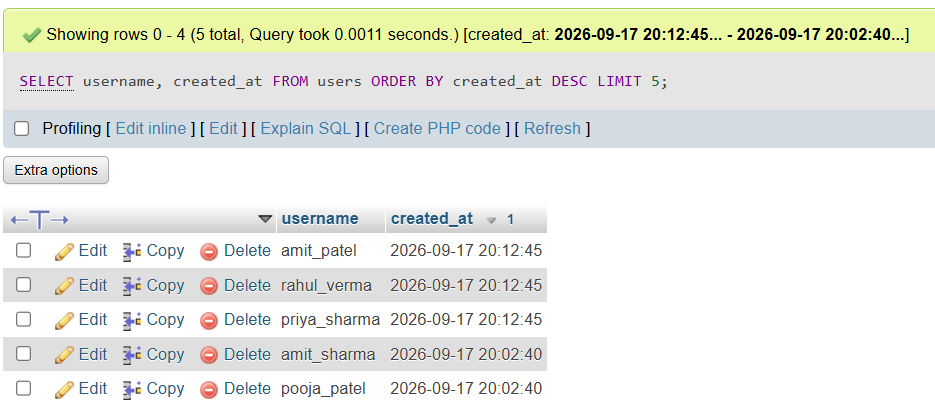 Showing rows 0 - 4 (5 total, Query took 0.0011 seconds.) [created_at: 2026-09-17 20:12:45... - 2026-09-17 20:02:40...]
SELECT username, created_at FROM users ORDER BY created_at DESC LIMIT 5;
Profiling [ Edit inline ] [ Edit ] [ Explain SQL ] [ Create PHP code ] [ Refresh ]
Extra options
←T→ username created_at 1
Edit Copy Delete amit_patel 2026-09-17 20:12:45
Edit Copy Delete rahul_verma 2026-09-17 20:12:45
Edit Copy Delete priya_sharma 2026-09-17 20:12:45
Edit Copy Delete amit_sharma 2026-09-17 20:02:40
Edit Copy Delete pooja_patel 2026-09-17 20:02:40